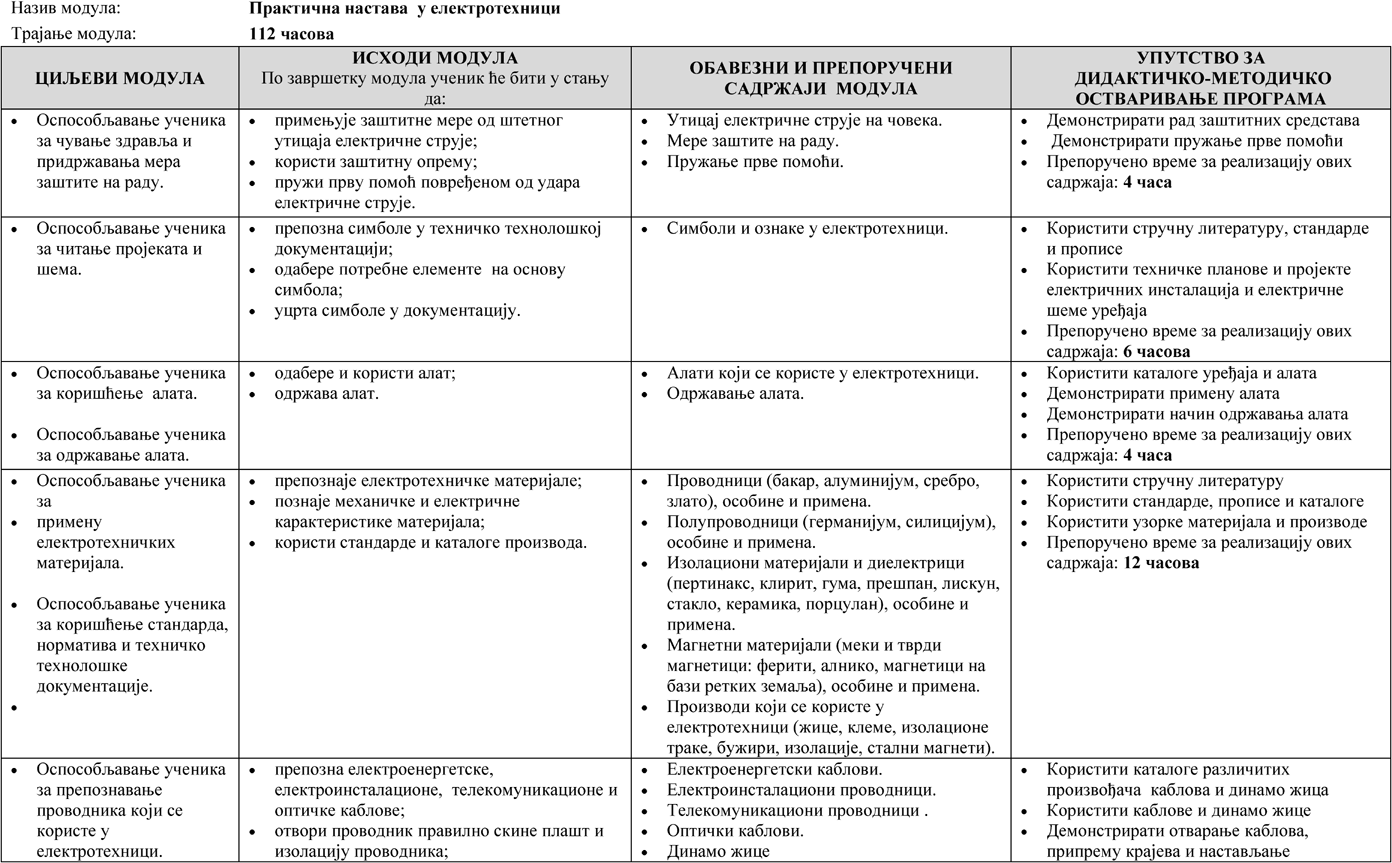 Назив модула: Практична настава у електротехници
Трајање модула: 112 часова
ЦИЉЕВИ МОДУЛА
ИСХОДИ МОДУЛА
По завршетку модула ученик ће бити у стању
да:
ОБАВЕЗНИ И ПРЕПОРУЧЕНИ
САДРЖАЈИ МОДУЛА
УПУТСТВО ЗА
ДИДАКТИЧКО-МЕТОДИЧКО
ОСТВАРИВАЊЕ ПРОГРАМА
• Оспособљавање ученика
за чување здравља и
придржавања мера
заштите на раду.
• примењује заштитне мере од штетног
утицаја електричне струје;
• користи заштитну опрему;
• пружи прву помоћ повређеном од удара
електричне струје.
• Утицај електричне струје на човека.
• Мере заштите на раду.
• Пружање прве помоћи.
• Демонстрирати рад заштитних средстава
• Демонстрирати пружање прве помоћи
• Препоручено време за реализацију ових
садржаја: 4 часа
• Оспособљавање ученика
за читање пројеката и
шема.
• препозна симболе у техничко технолошкој
документацији;
• одабере потребне елементе на основу
симбола;
• уцрта симболе у документацију.
• Симболи и ознаке у електротехници.
• Користити стручну литературу, стандарде
и прописе
• Користити техничке планове и пројекте
електричних инсталација и електричне
шеме уређаја
• Препоручено време за реализацију ових
садржаја: 6 часова
• Оспособљавање ученика
за коришћење алата.
• Оспособљавање ученика
за одржавање алата.
• одабере и користи алат;
• одржава алат.
• Алати који се користе у електротехници.
• Одржавање алата.
• Користити каталоге уређаја и алата
• Демонстрирати примену алата
• Демонстрирати начин одржавања алата
• Препоручено време за реализацију ових
садржаја: 4 часа
• Оспособљавање ученика
за
• примену
електротехничких
материјала.
• Оспособљавање ученика
за коришћење стандарда,
норматива и техничко
технолошке
документације.
•
• препознаје електротехничке материјале;
• познаје механичке и електричне
карактеристике материјала;
• користи стандарде и каталоге производа.
• Проводници (бакар, алуминијум, сребро,
злато), особине и примена.
• Полупроводници (германијум, силицијум),
особине и примена.
• Изолациони материјали и диелектрици
(пертинакс, клирит, гума, прешпан, лискун,
стакло, керамика, порцулан), особине и
примена.
• Магнетни материјали (меки и тврди
магнетици: ферити, алнико, магнетици на
бази ретких земаља), особине и примена.
• Производи који се користе у
електротехници (жице, клеме, изолационе
траке, бужири, изолације, стални магнети).
• Користити стручну литературу
• Користити стандарде, прописе и каталоге
• Користити узорке материјала и производе
• Препоручено време за реализацију ових
садржаја: 12 часова
• Оспособљавање ученика
за препознавање
проводника који се
користе у
електротехници.
• препозна електроенергетске,
електроинсталационе, телекомуникационе и
оптичке каблове;
• отвори проводник правилно скине плашт и
изолацију проводника;
• Електроенергетски каблови.
• Електроинсталациони проводници.
• Телекомуникациони проводници .
• Оптички каблови.
• Динамо жице
• Користити каталоге различитих
произвођача каблова и динамо жица
• Користити каблове и динамо жице
• Демонстрирати отварање каблова,
припрему крајева и настављање